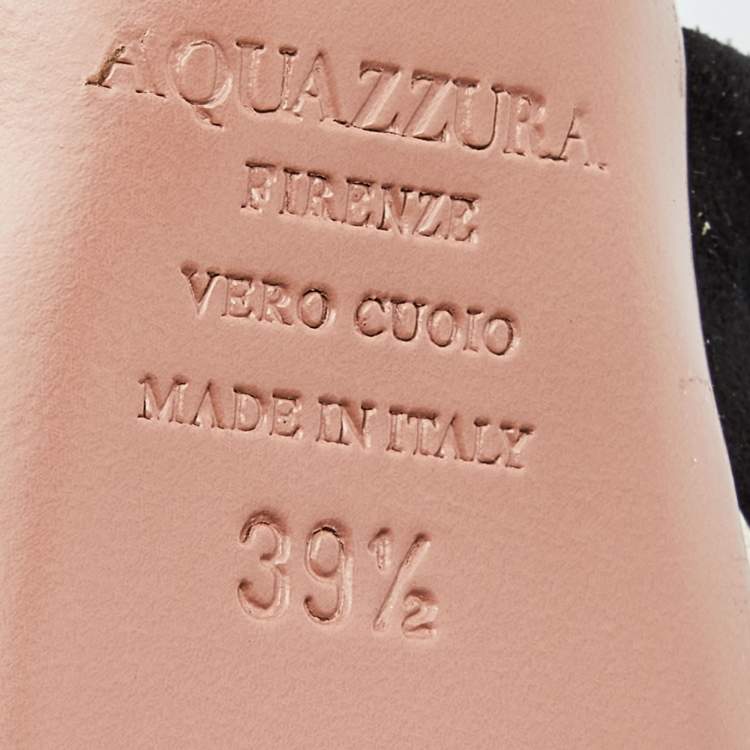 AQUAZZURA
FIRENZE
VERO CUOIO
MADE IN ITALY
39½